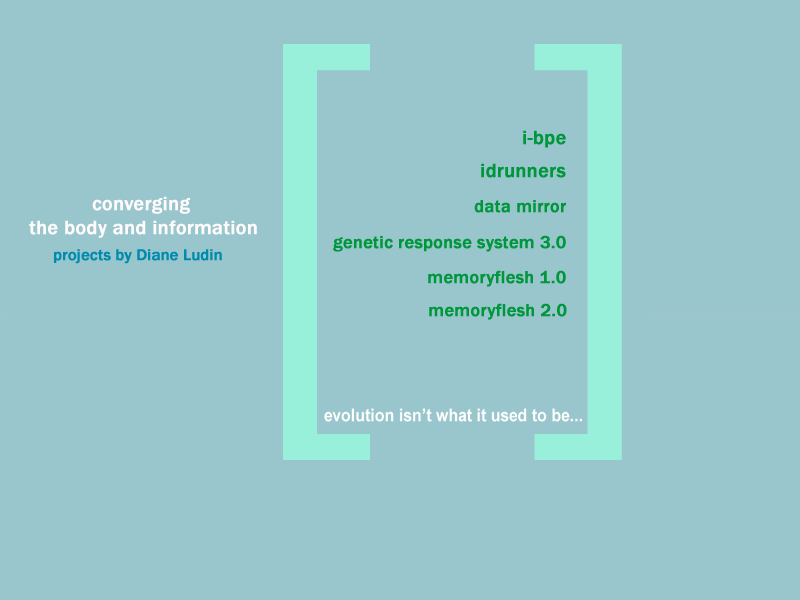 converging
the body and information
projects by Diane Ludin
i-bpe
idrunners
data mirror
genetic response system 3.0
memoryflesh 1.0
memoryflesh 2.0
evolution isn’t what it used to be...